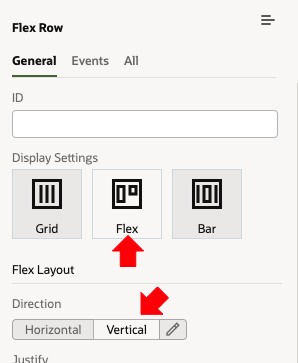 Flex Row
General Events All
ID
Display Settings
Grid Flex Bar
Flex Layout
Direction
Horizontal Vertical
Justify